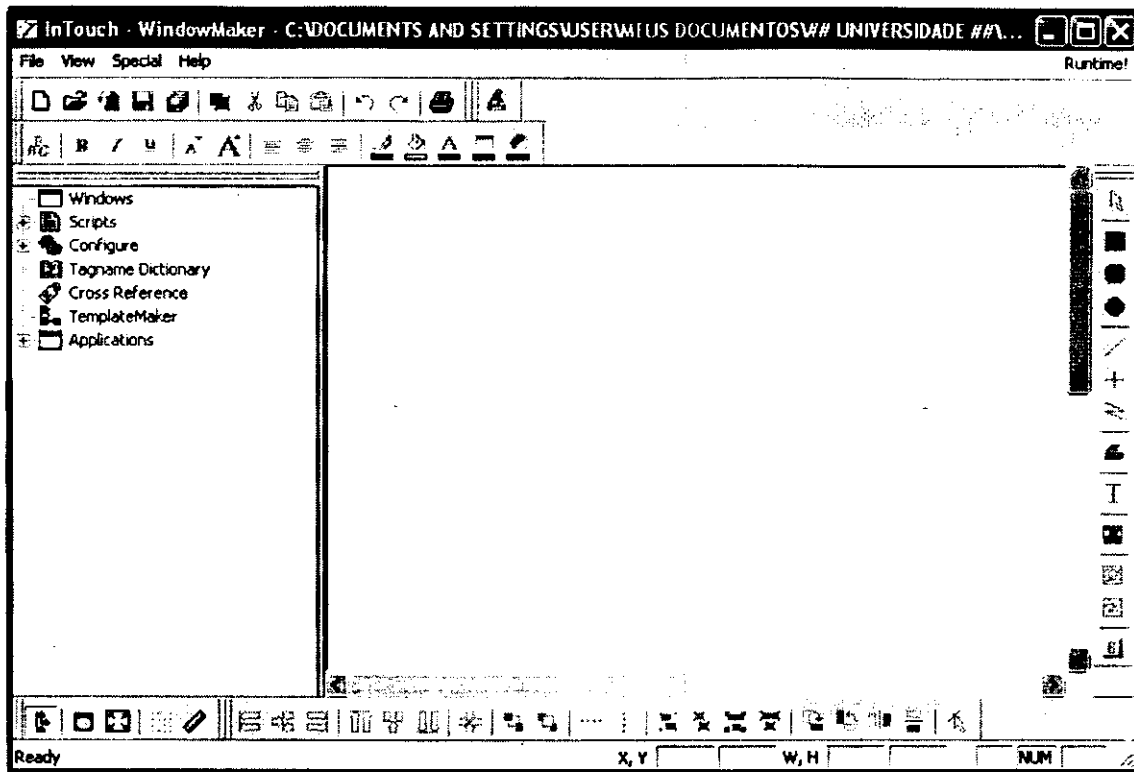 InTouch - WindowMaker - C:\DOCUMENTS AND SETTINGS\USER\MEUS DOCUMENTOS\## UNIVERSIDADE ##\...
File View Special Help Runtime!
ABC B I U A A A
Windows
Scripts
Configure
Tagname Dictionary
Cross Reference
TemplateMaker
Applications
T
Ready X, Y W, H NUM